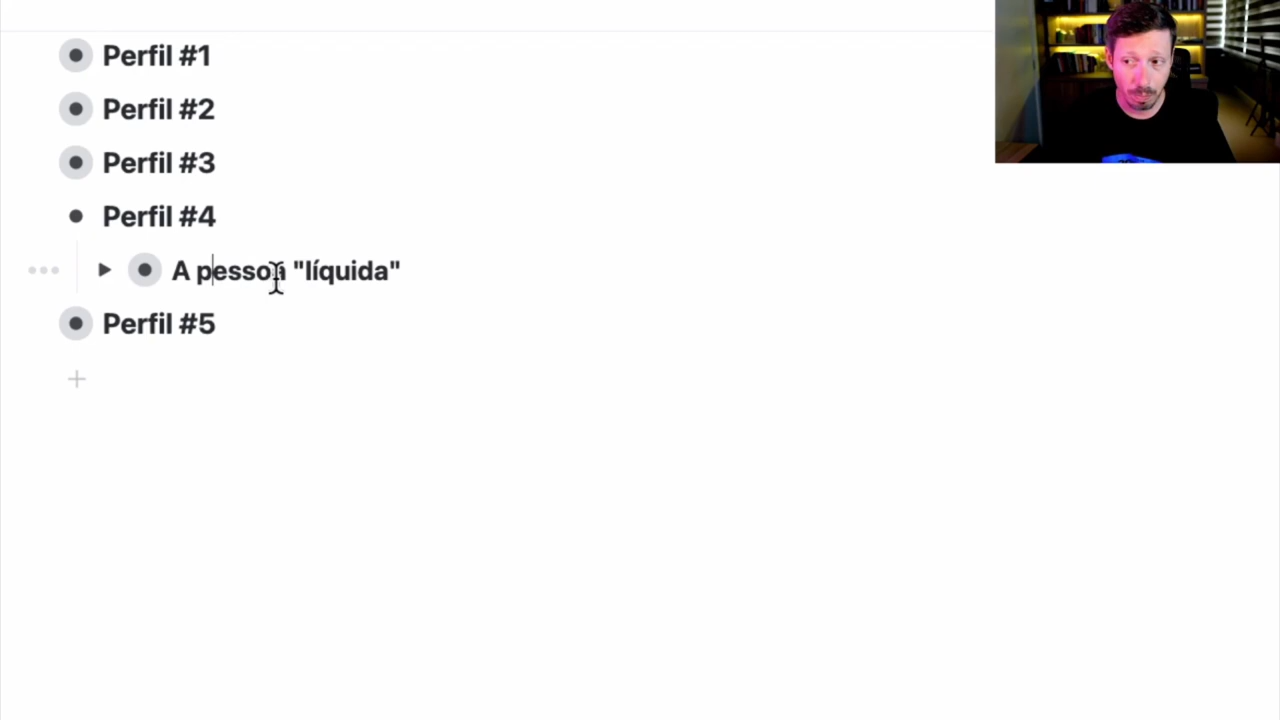 Perfil #1
Perfil #2
Perfil #3
Perfil #4
A pessoa "líquida"
Perfil #5